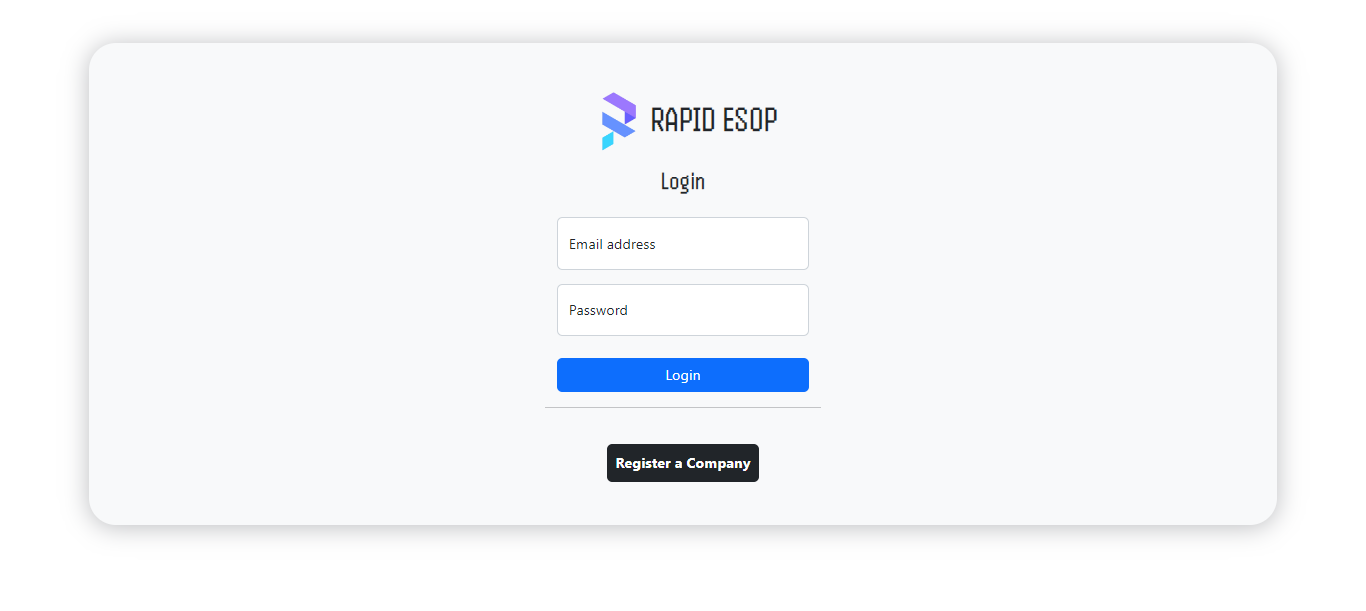 RAPID ESOP
Login
Email address
Password
Login
Register a Company